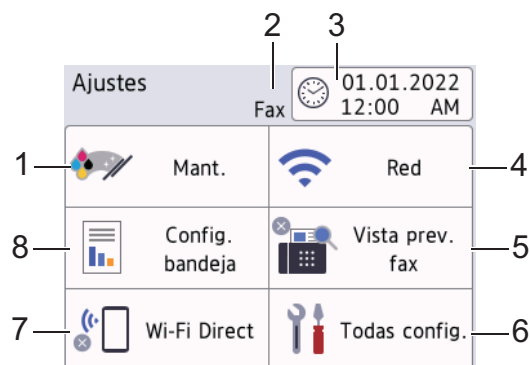 2 3
Ajustes
Fax
01.01.2022
12:00 AM
1
Mant.
Red
4
8
Config.
bandeja
Vista prev.
fax
5
7
Wi-Fi Direct
Todas config.
6